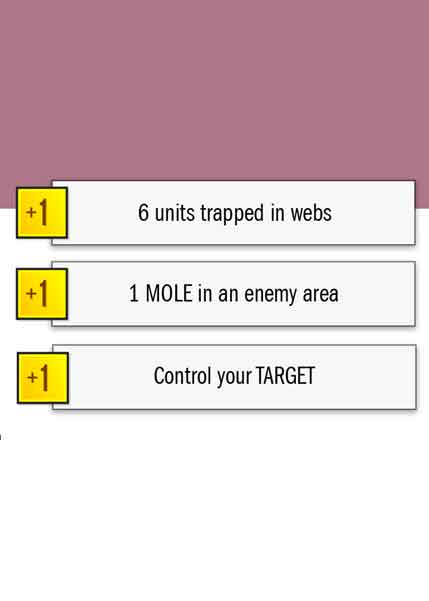 +1 6 units trapped in webs
+1 1 MOLE in an enemy area
+1 Control your TARGET